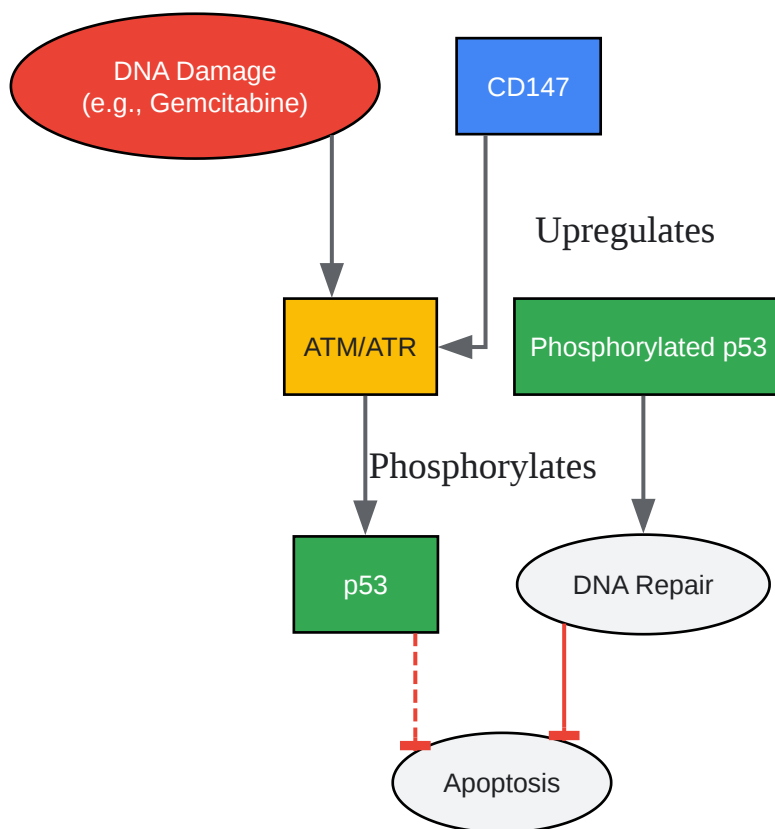 DNA Damage
(e.g., Gemcitabine)
CD147
Upregulates
ATM/ATR
Phosphorylated p53
Phosphorylates
p53
DNA Repair
Apoptosis